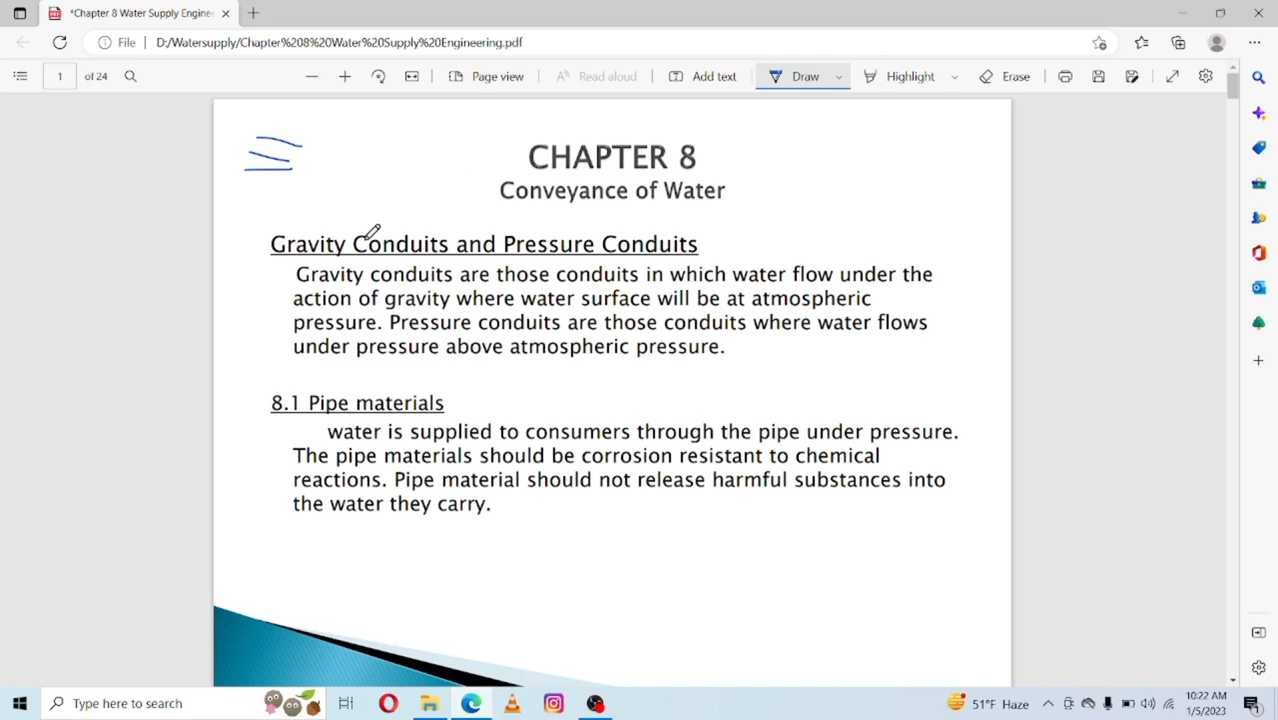 *Chapter 8 Water Supply Engine
File
D:/Watersupply/Chapter%208%20Water%20Supply%20Engineering.pdf
1 of 24
Page view
Read aloud
Add text
Draw
Highlight
Erase
CHAPTER 8
Conveyance of Water
Gravity Conduits and Pressure Conduits
Gravity conduits are those conduits in which water flow under the
action of gravity where water surface will be at atmospheric
pressure. Pressure conduits are those conduits where water flows
under pressure above atmospheric pressure.
8.1 Pipe materials
water is supplied to consumers through the pipe under pressure.
The pipe materials should be corrosion resistant to chemical
reactions. Pipe material should not release harmful substances into
the water they carry.
Type here to search
51°F Haze
10:22 AM
1/5/2023